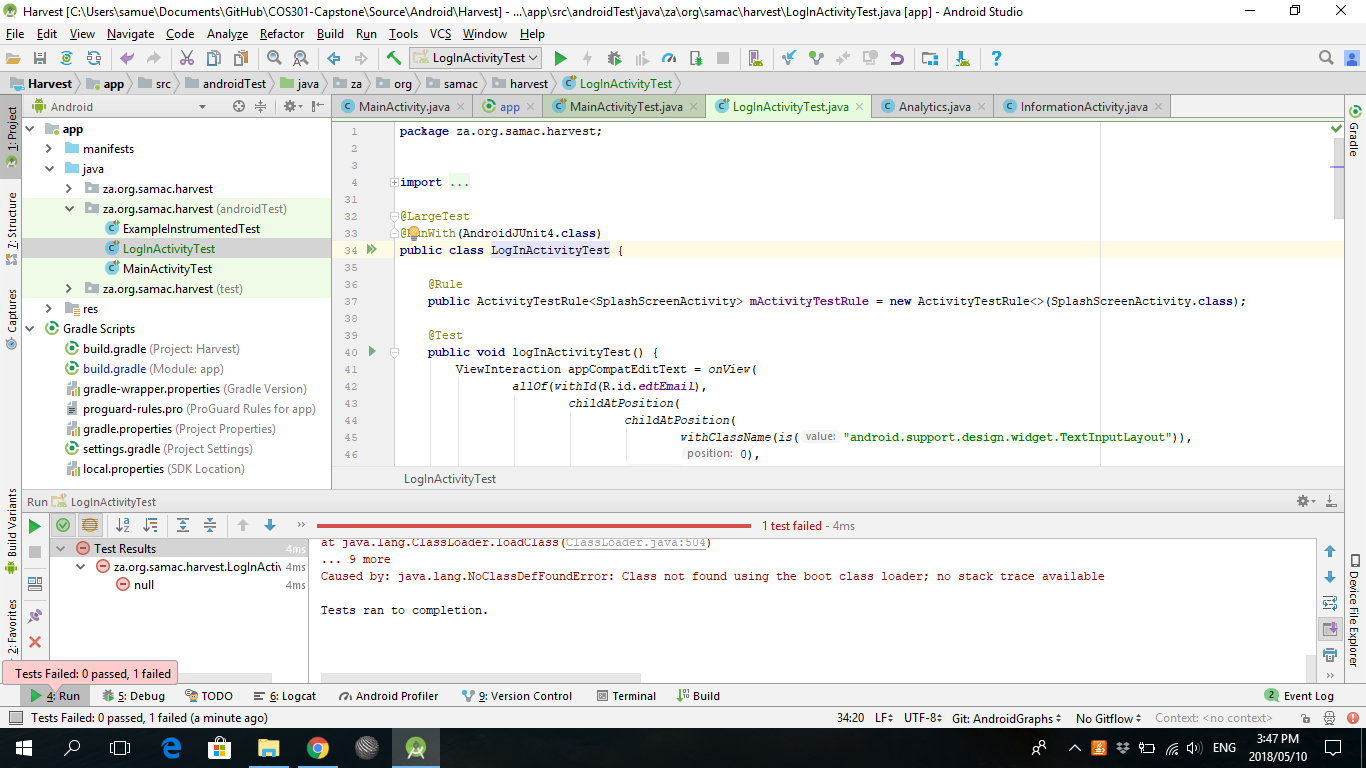 Harvest [C:\Users\samue\Documents\GitHub\COS301-Capstone\Source\Android\Harvest] - ...\app\src\androidTest\java\za\org\samac\harvest\LogInActivityTest.java [app] - Android Studio
File Edit View Navigate Code Analyze Refactor Build Run Tools VCS Window Help
LogInActivityTest
Harvest app src androidTest java za org samac harvest LogInActivityTest
Android
MainActivity.java app MainActivityTest.java LogInActivityTest.java Analytics.java InformationActivity.java
1: Project
Z: Structure
Captures
Build Variants
2: Favorites
app
manifests
java
za.org.samac.harvest
za.org.samac.harvest (androidTest)
ExampleInstrumentedTest
LogInActivityTest
MainActivityTest
za.org.samac.harvest (test)
res
Gradle Scripts
build.gradle (Project: Harvest)
build.gradle (Module: app)
gradle-wrapper.properties (Gradle Version)
proguard-rules.pro (ProGuard Rules for app)
gradle.properties (Project Properties)
settings.gradle (Project Settings)
local.properties (SDK Location)
1 package za.org.samac.harvest;
2
3
4 import ...
31
32 @LargeTest
33 @RunWith(AndroidJUnit4.class)
34 public class LogInActivityTest {
35
36 @Rule
37 public ActivityTestRule<SplashScreenActivity> mActivityTestRule = new ActivityTestRule<>(SplashScreenActivity.class);
38
39 @Test
40 public void logInActivityTest() {
41 ViewInteraction appCompatEditText = onView(
42 allOf(withId(R.id.edtEmail),
43 childAtPosition(
44 childAtPosition(
45 withClassName(is( value: "android.support.design.widget.TextInputLayout")),
46 position: 0),
LogInActivityTest
Gradle
Device File Explorer
Run LogInActivityTest
1 test failed - 4ms
Test Results 4ms
za.org.samac.harvest.LogInActiv 4ms
null 4ms
at java.lang.ClassLoader.loadClass(ClassLoader.java:504)
... 9 more
Caused by: java.lang.NoClassDefFoundError: Class not found using the boot class loader; no stack trace available
Tests ran to completion.
Tests Failed: 0 passed, 1 failed
4: Run 5: Debug TODO 6: Logcat Android Profiler 9: Version Control Terminal Build 2 Event Log
Tests Failed: 0 passed, 1 failed (a minute ago) 34:20 LF UTF-8 Git: AndroidGraphs No Gitflow Context: <no context>
ENG
3:47 PM
2018/05/10